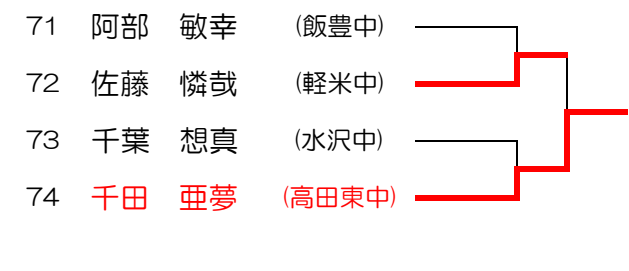 71 阿部 敏幸 (飯豊中)
72 佐藤 憐哉 (軽米中)
73 千葉 想真 (水沢中)
74 千田 亜夢 (高田東中)